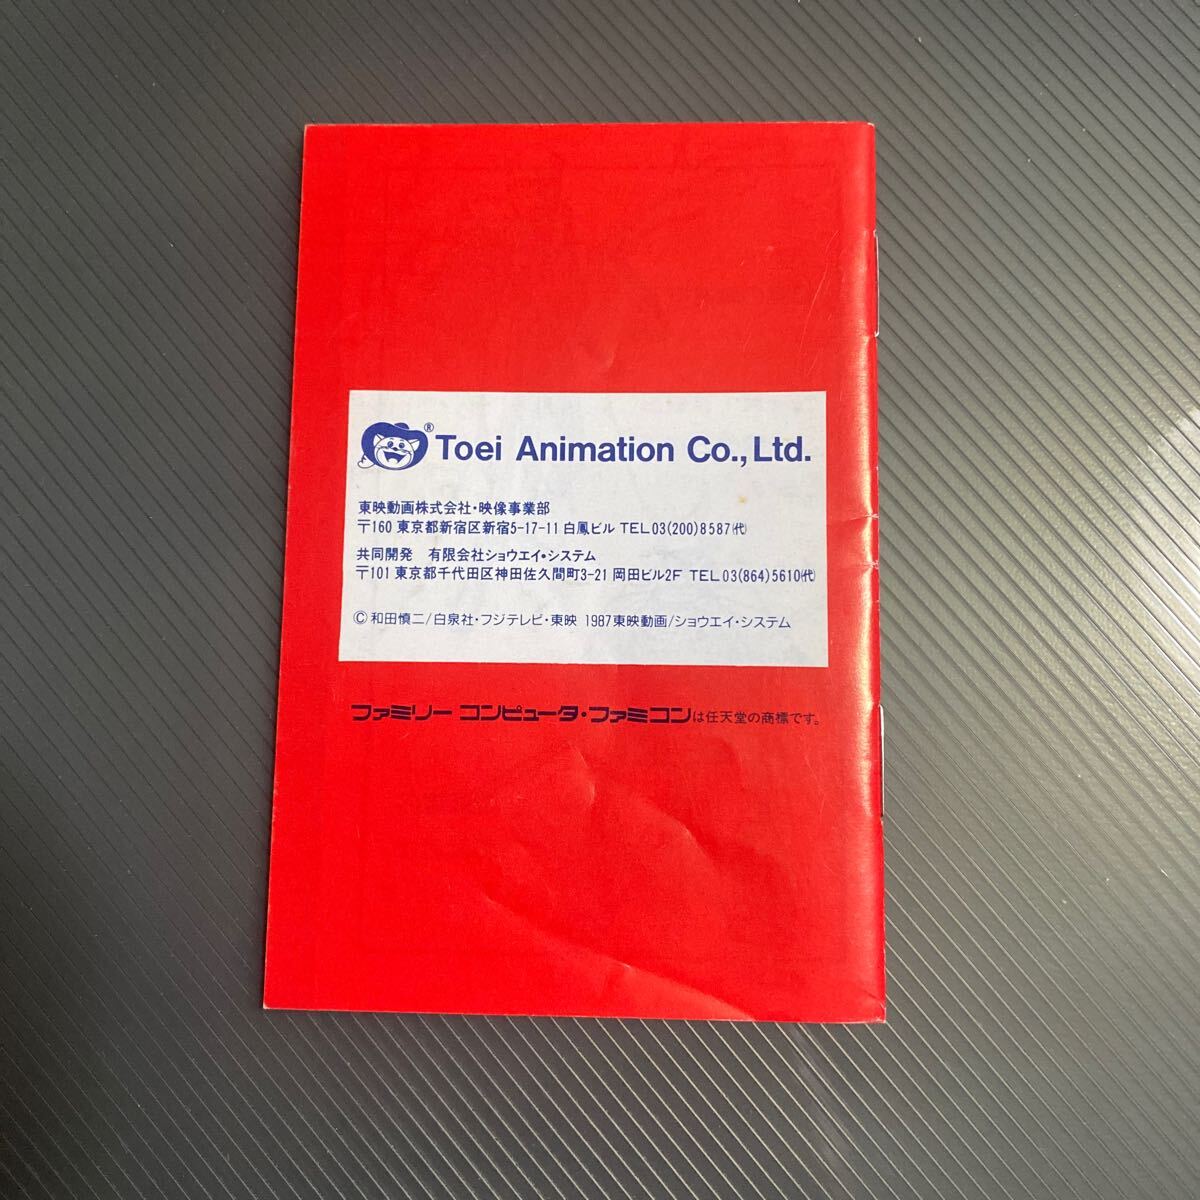 ® Toei Animation Co., Ltd.
東映動画株式会社・映像事業部
〒160 東京都新宿区新宿5-17-11 白鳳ビル TEL 03(200)8587㈹
共同開発 有限会社ショウエイ・システム
〒101 東京都千代田区神田佐久間町3-21 岡田ビル2F TEL 03(864)5610㈹
© 和田慎二/白泉社・フジテレビ・東映 1987東映動画/ショウエイ・システム
ファミリー コンピュータ・ファミコンは任天堂の商標です。